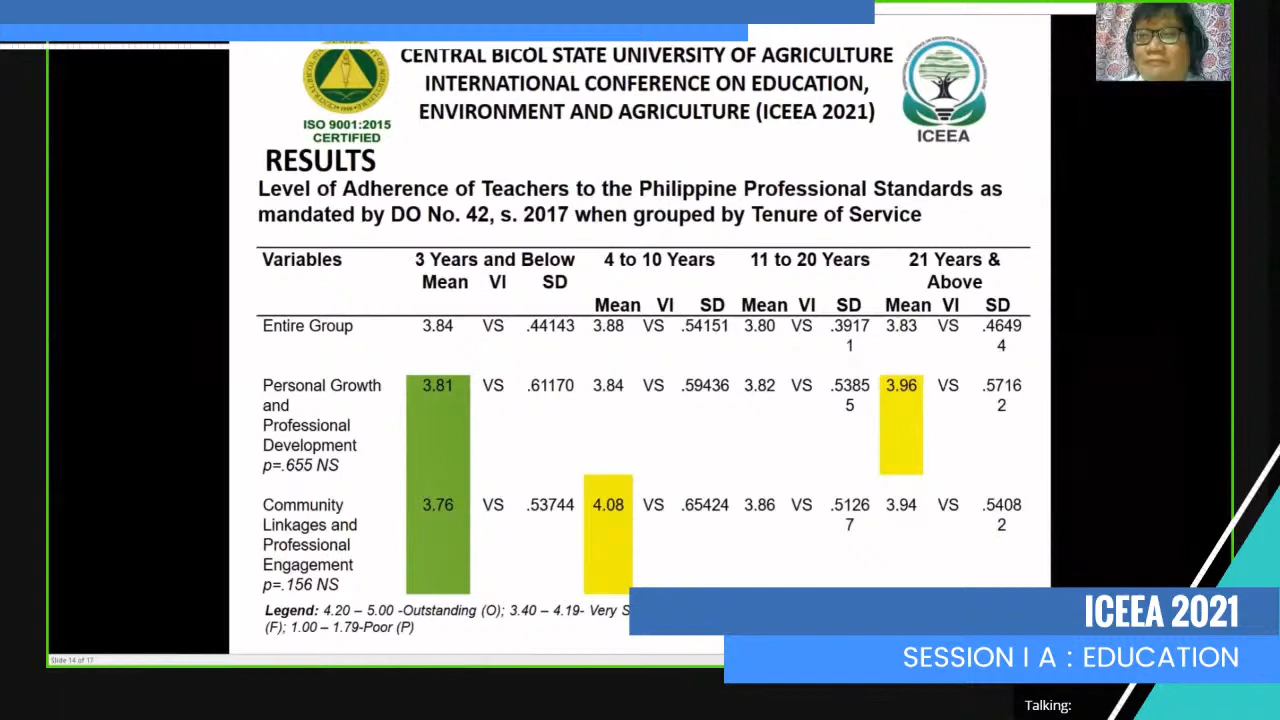 CENTRAL BICOL STATE UNIVERSITY OF AGRICULTURE
INTERNATIONAL CONFERENCE ON EDUCATION,
ENVIRONMENT AND AGRICULTURE (ICEEA 2021)
ISO 9001:2015
CERTIFIED
ICEEA
RESULTS
Level of Adherence of Teachers to the Philippine Professional Standards as
mandated by DO No. 42, s. 2017 when grouped by Tenure of Service
Variables 3 Years and Below 4 to 10 Years 11 to 20 Years 21 Years &
Mean VI SD Above
Mean VI SD Mean VI SD Mean VI SD
Entire Group 3.84 VS .44143 3.88 VS .54151 3.80 VS .3917 3.83 VS .4649
1 4
Personal Growth 3.81 VS .61170 3.84 VS .59436 3.82 VS .5385 3.96 VS .5716
and 5 2
Professional
Development
p=.655 NS
Community 3.76 VS .53744 4.08 VS .65424 3.86 VS .5126 3.94 VS .5408
Linkages and 7 2
Professional
Engagement
p=.156 NS
Legend: 4.20 – 5.00 -Outstanding (O); 3.40 – 4.19- Very S
(F); 1.00 – 1.79-Poor (P)
Slide 14 of 17
ICEEA 2021
SESSION I A : EDUCATION
Talking: